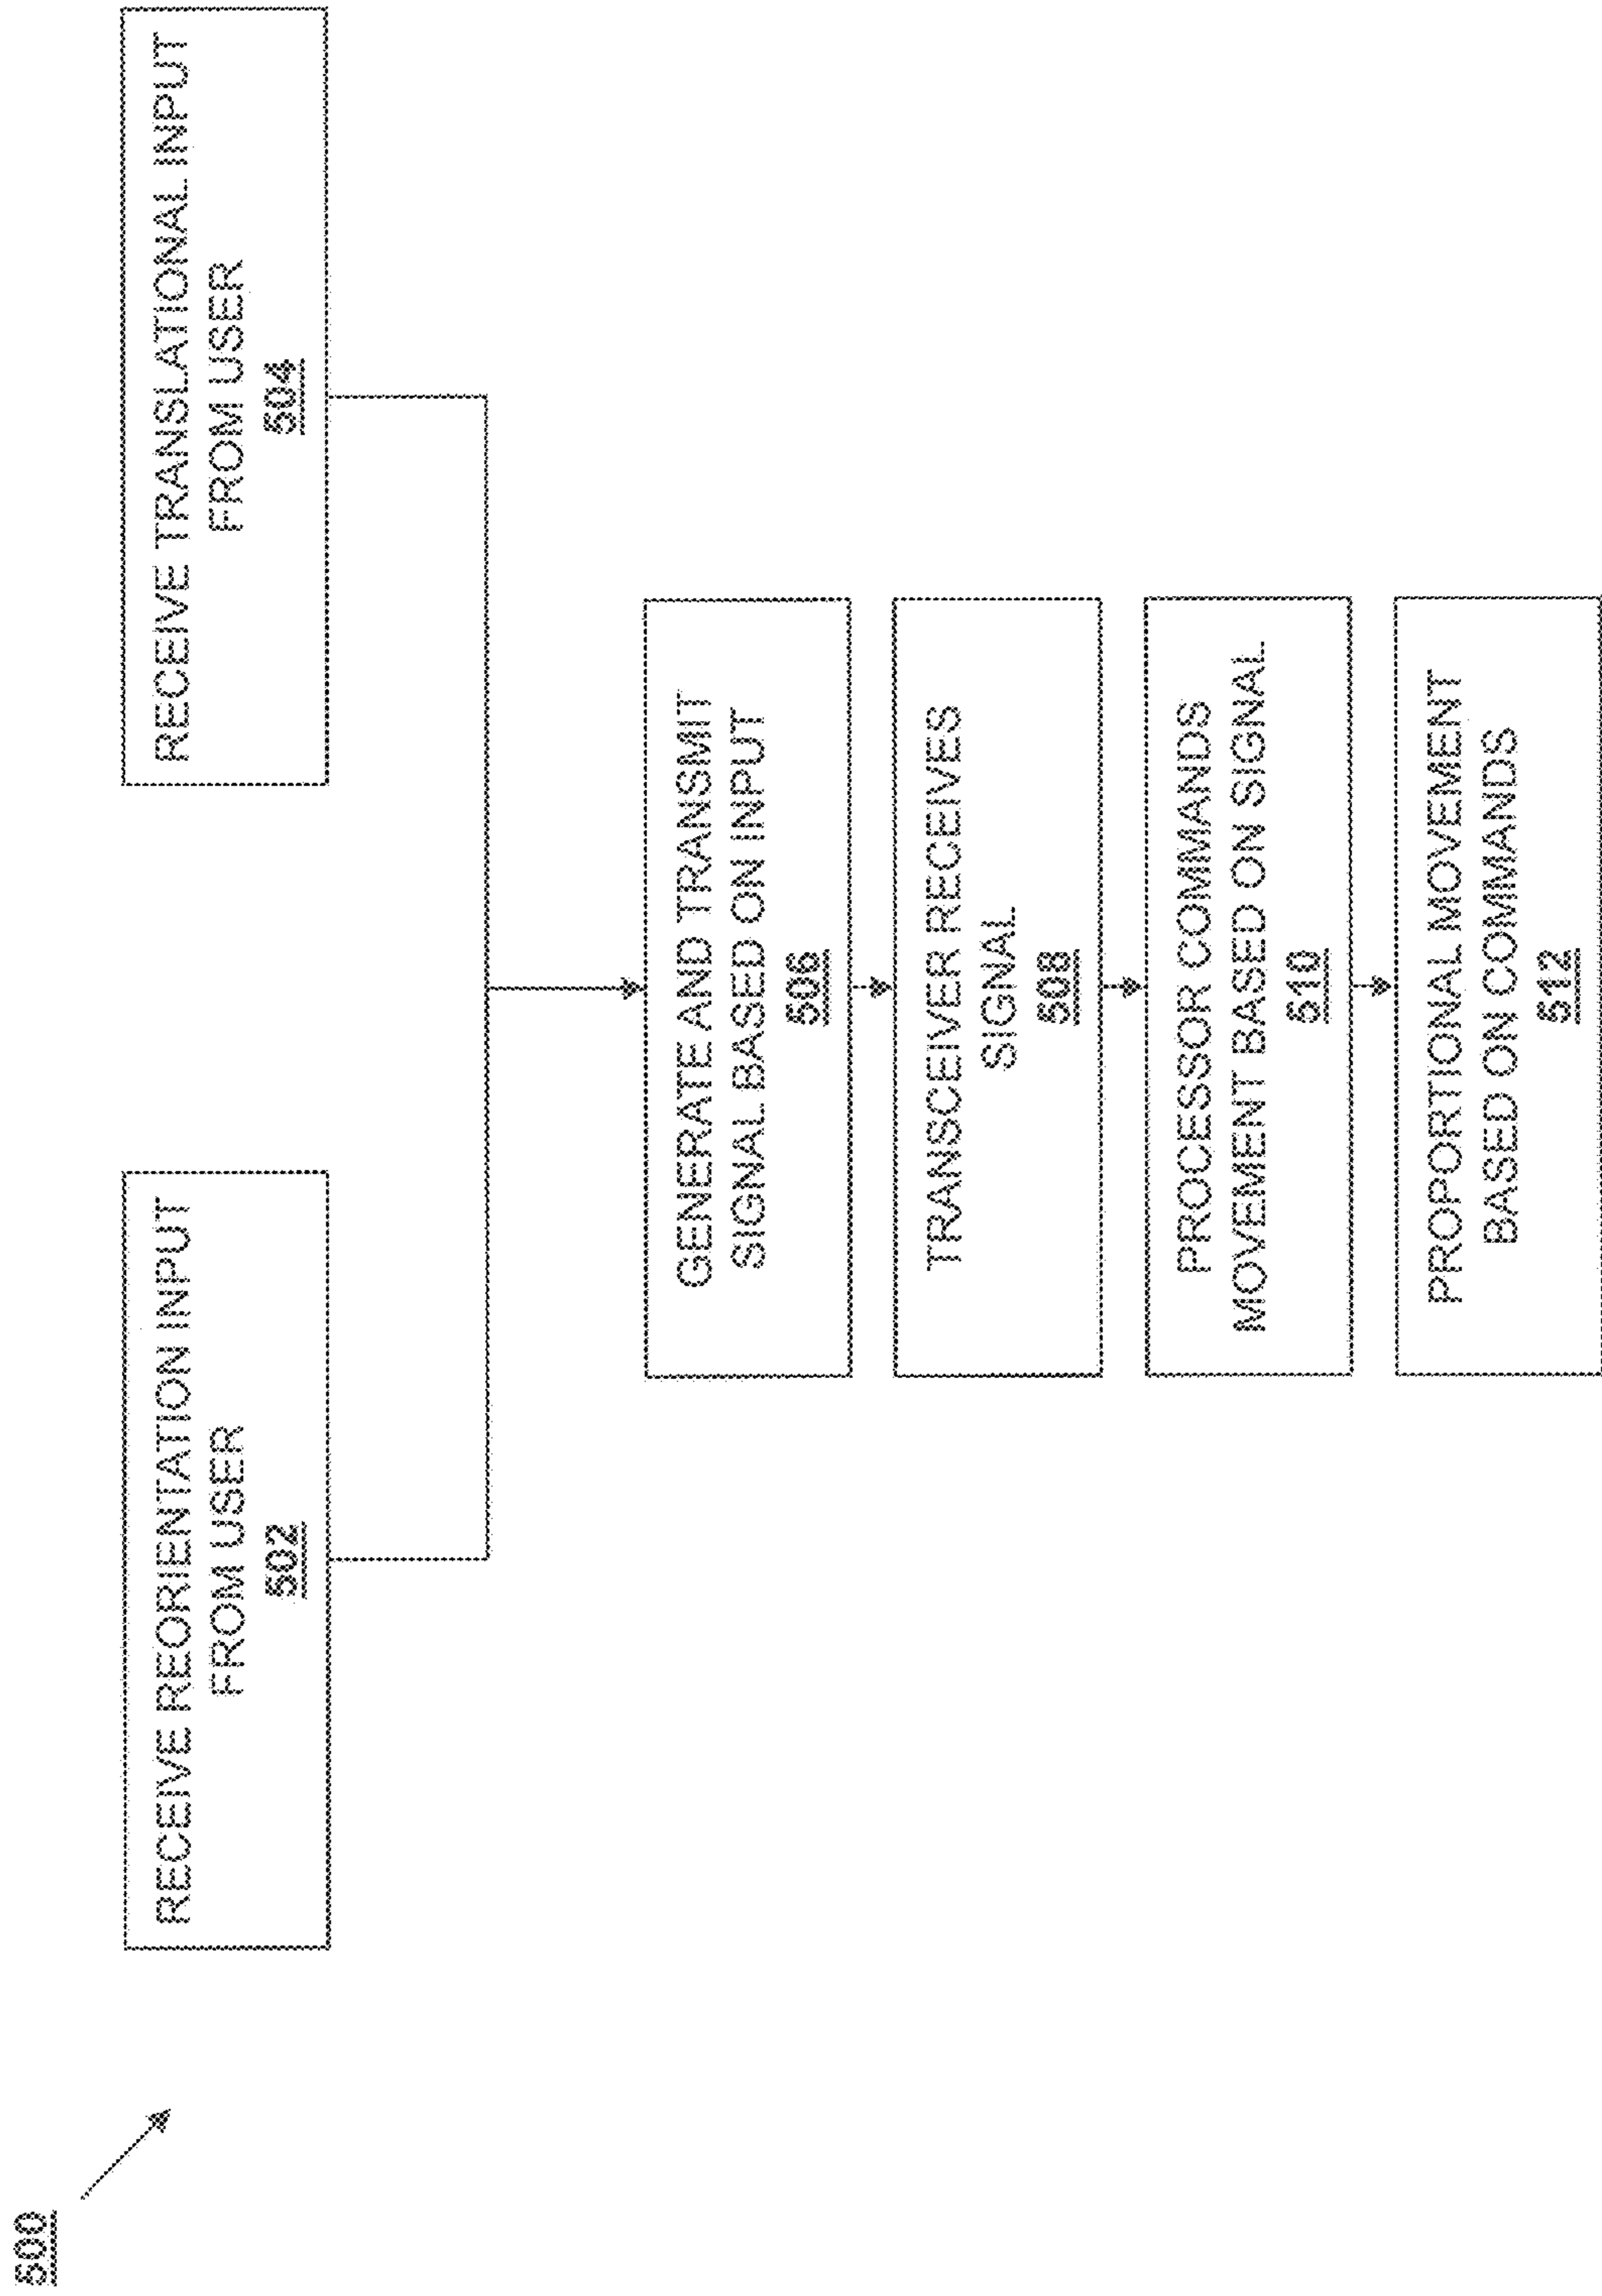 500
RECEIVE REORIENTATION INPUT
FROM USER
502
RECEIVE TRANSLATIONAL INPUT
FROM USER
504
GENERATE AND TRANSMIT
SIGNAL BASED ON INPUT
506
TRANSCEIVER RECEIVES
SIGNAL
508
PROCESSOR COMMANDS
MOVEMENT BASED ON SIGNAL
510
PROPORTIONAL MOVEMENT
BASED ON COMMANDS
512